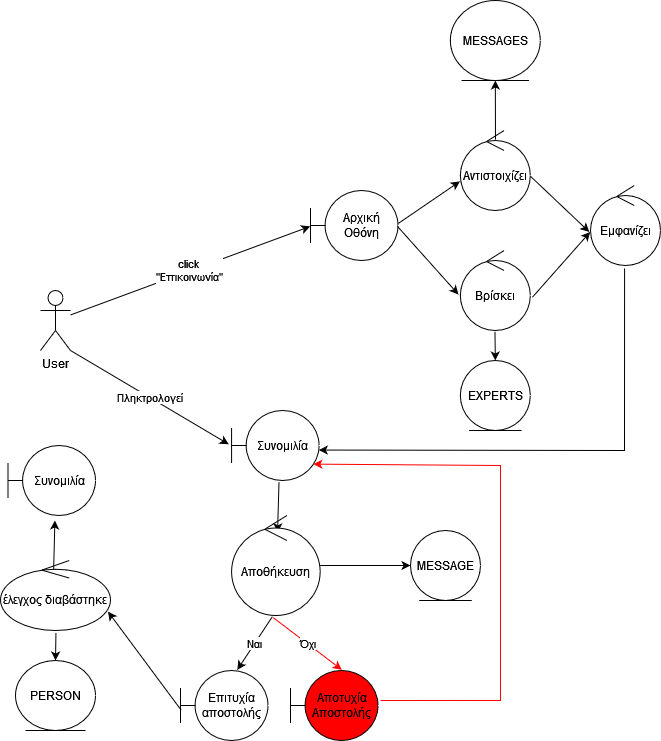 MESSAGES
Αντιστοιχίζει
Αρχική
Οθόνη
Εμφανίζει
click
"Επικοινωνία"
Βρίσκει
User
EXPERTS
Πληκτρολογεί
Συνομιλία
Συνομιλία
Αποθήκευση
MESSAGE
έλεγχος διαβάστηκε
Ναι
Όχι
PERSON
Επιτυχία
αποστολής
Αποτυχία
Αποστολής